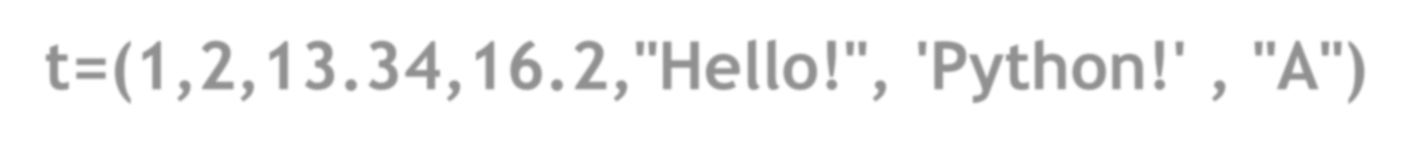 t=(1,2,13.34,16.2,"Hello!", 'Python!' , "A")